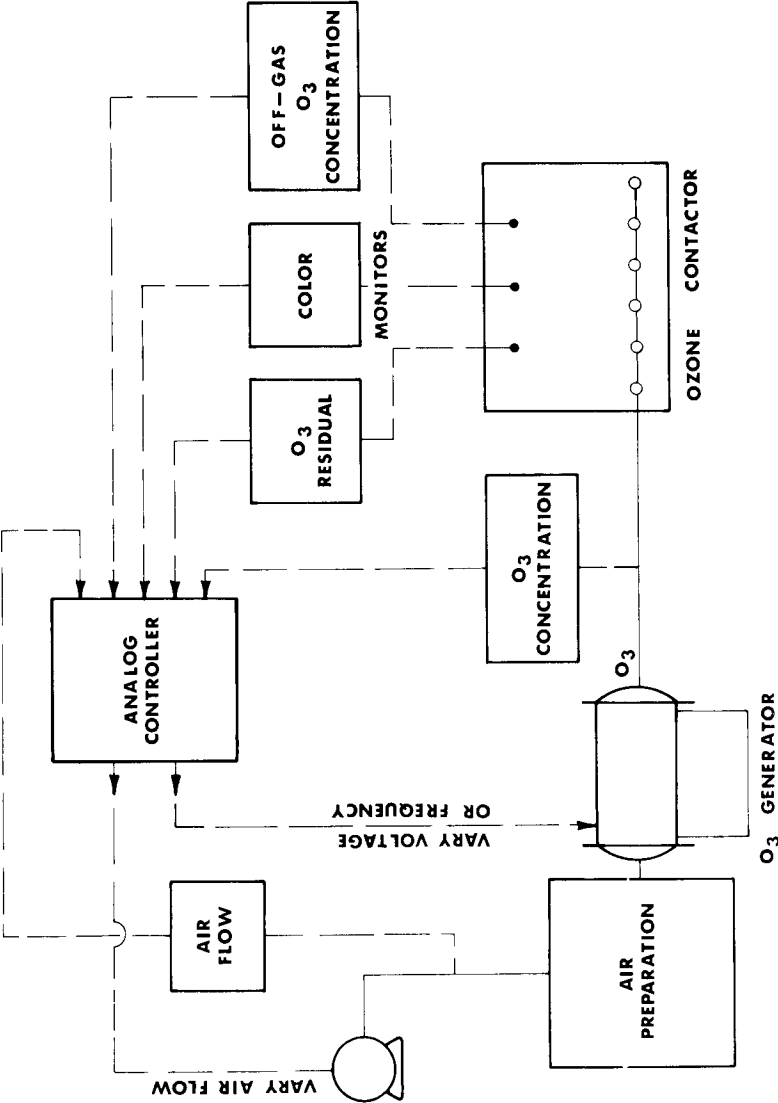 VARY AIR FLOW
AIR
FLOW
VARY VOLTAGE
OR FREQUENCY
ANALOG
CONTROLLER
O3
RESIDUAL
COLOR
MONITORS
OFF-GAS
O3
CONCENTRATION
AIR
PREPARATION
O3 GENERATOR
O3
O3
CONCENTRATION
OZONE CONTACTOR